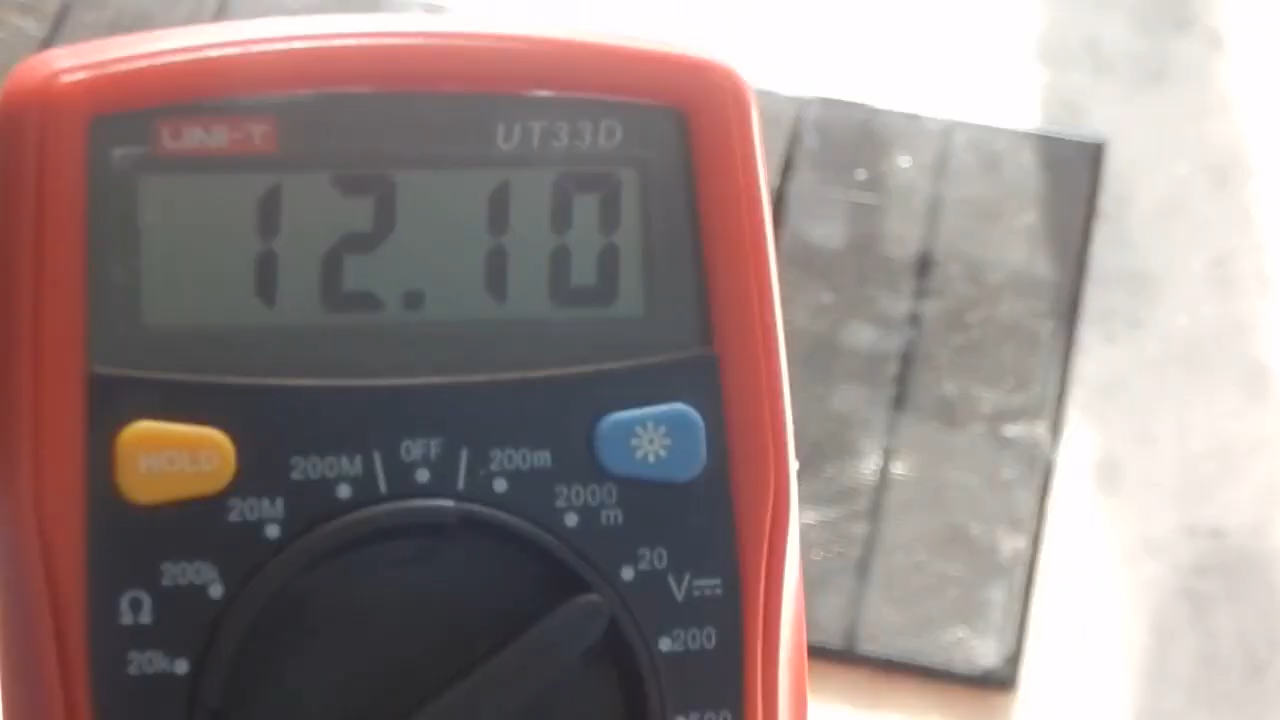 UNI-T UT33D
12.10
HOLD
OFF
200M 200m
20M 2000
m
200k 20
Ω V⎓
20k 200